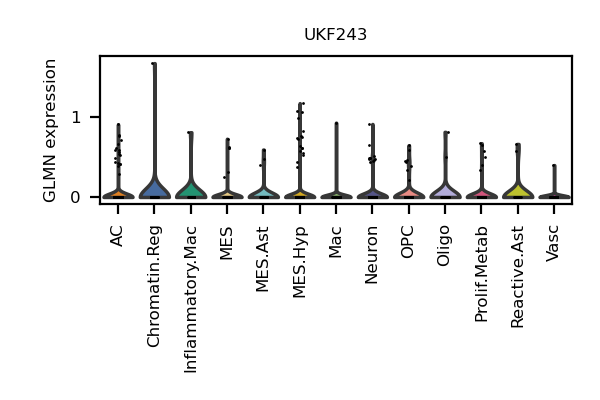 UKF243
GLMN expression
1
0
AC
Chromatin.Reg
Inflammatory.Mac
MES
MES.Ast
MES.Hyp
Mac
Neuron
OPC
Oligo
Prolif.Metab
Reactive.Ast
Vasc